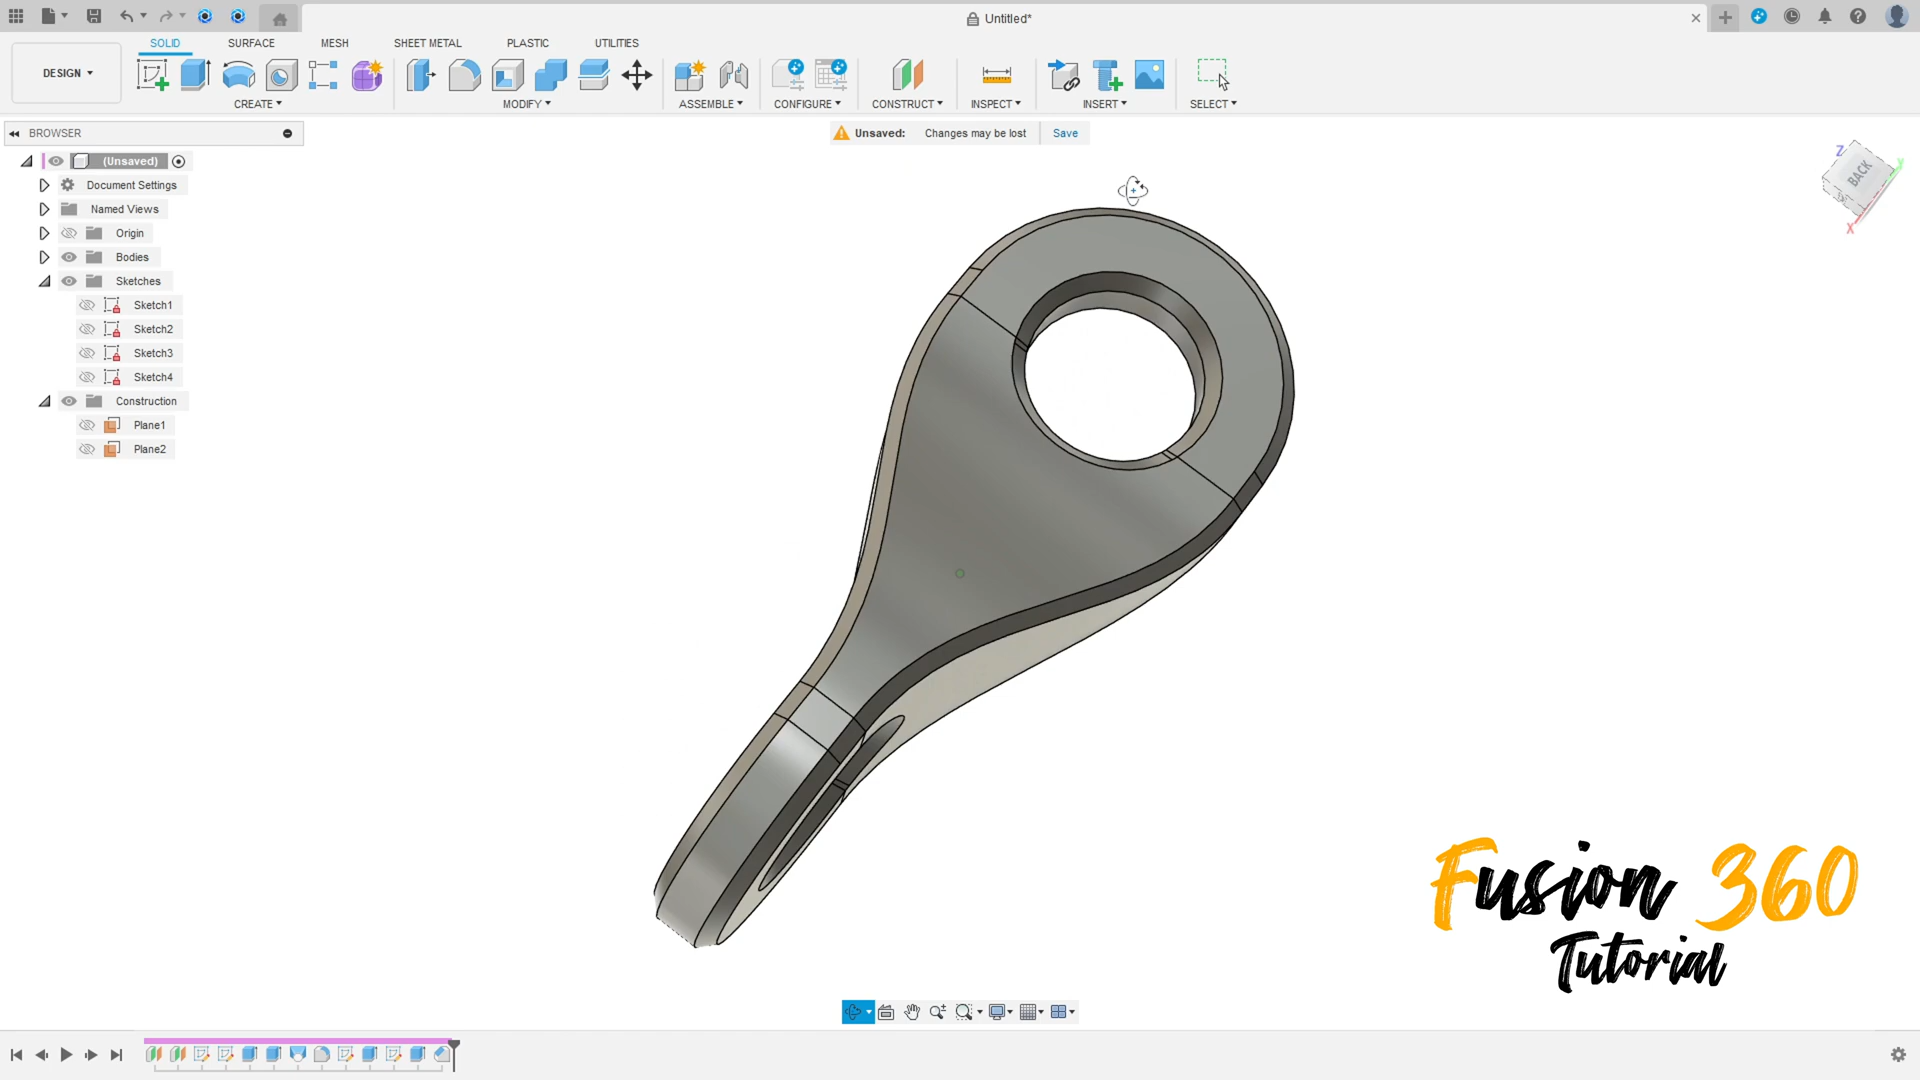 Untitled*
DESIGN
SOLID
SURFACE
MESH
SHEET METAL
PLASTIC
UTILITIES
CREATE
MODIFY
ASSEMBLE
CONFIGURE
CONSTRUCT
INSPECT
INSERT
SELECT
BROWSER
Unsaved: Changes may be lost Save
(Unsaved)
Document Settings
Named Views
Origin
Bodies
Sketches
Sketch1
Sketch2
Sketch3
Sketch4
Construction
Plane1
Plane2
Z
Y
BACK
X
Fusion 360
Tutorial